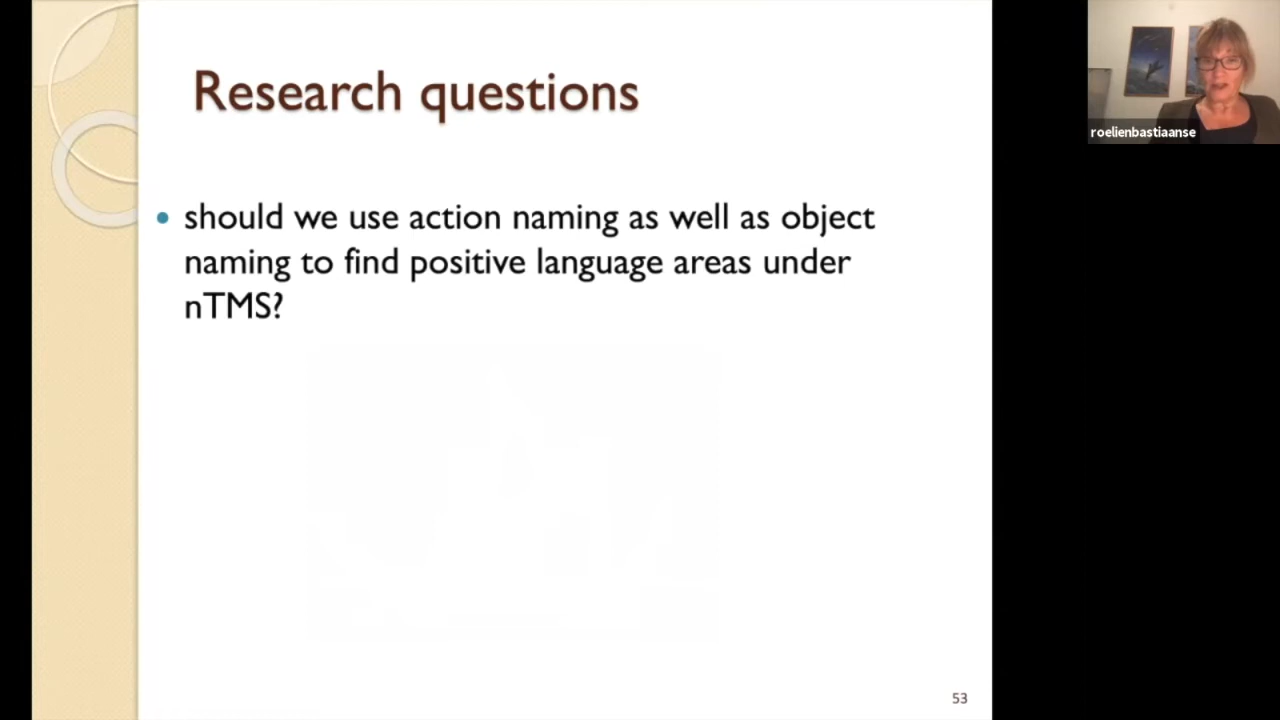 Research questions
• should we use action naming as well as object
naming to find positive language areas under
nTMS?
53
roelienbastiaanse